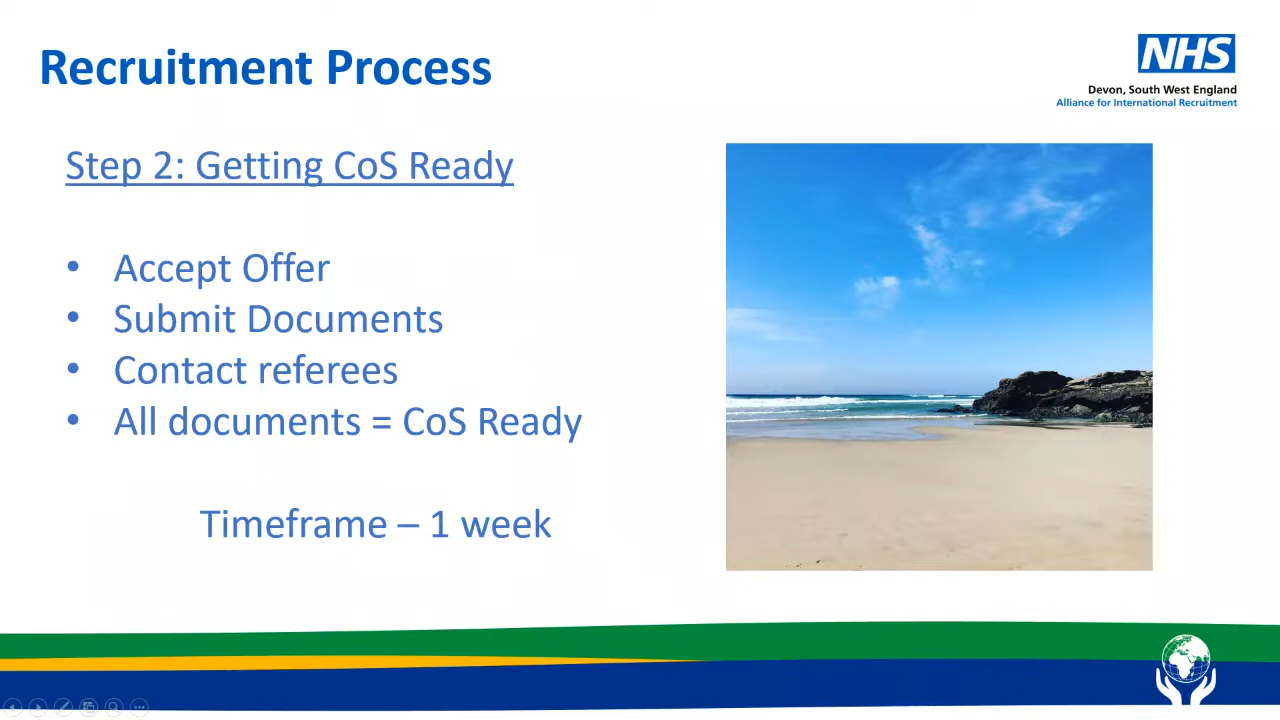 Recruitment Process
NHS
Devon, South West England
Alliance for International Recruitment
Step 2: Getting CoS Ready
• Accept Offer
• Submit Documents
• Contact referees
• All documents = CoS Ready
Timeframe – 1 week